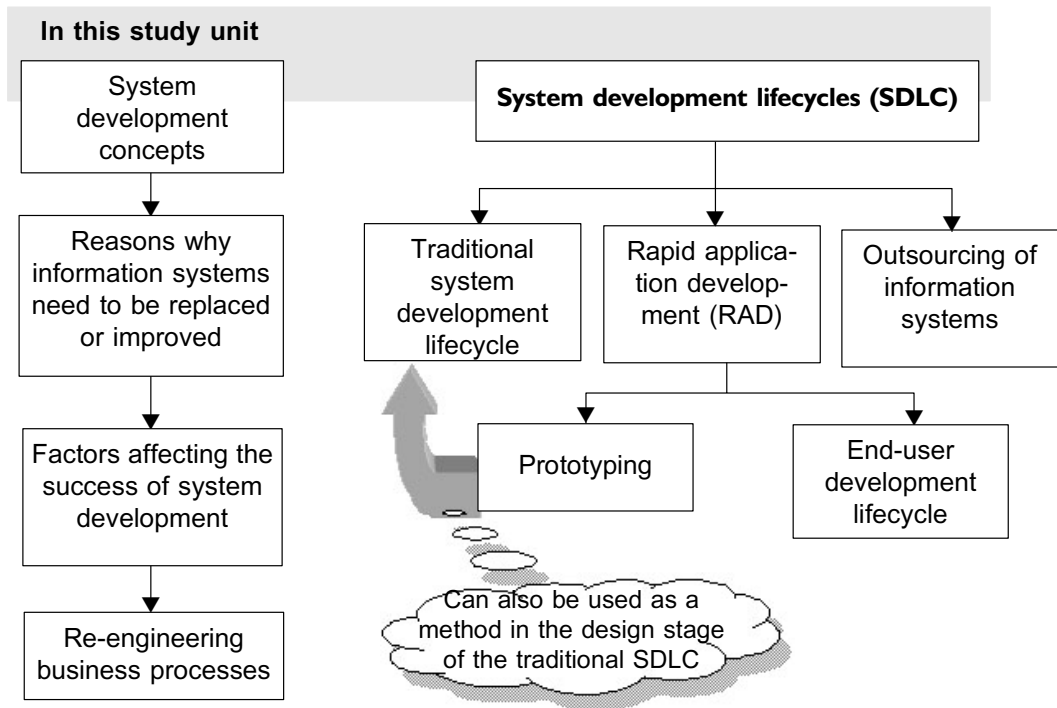 In this study unit
System
development
concepts
Reasons why
information systems
need to be replaced
or improved
Factors affecting the
success of system
development
Re-engineering
business processes
System development lifecycles (SDLC)
Traditional
system
development
lifecycle
Rapid applica-
tion develop-
ment (RAD)
Outsourcing of
information
systems
Prototyping
End-user
development
lifecycle
Can also be used as a
method in the design stage
of the traditional SDLC